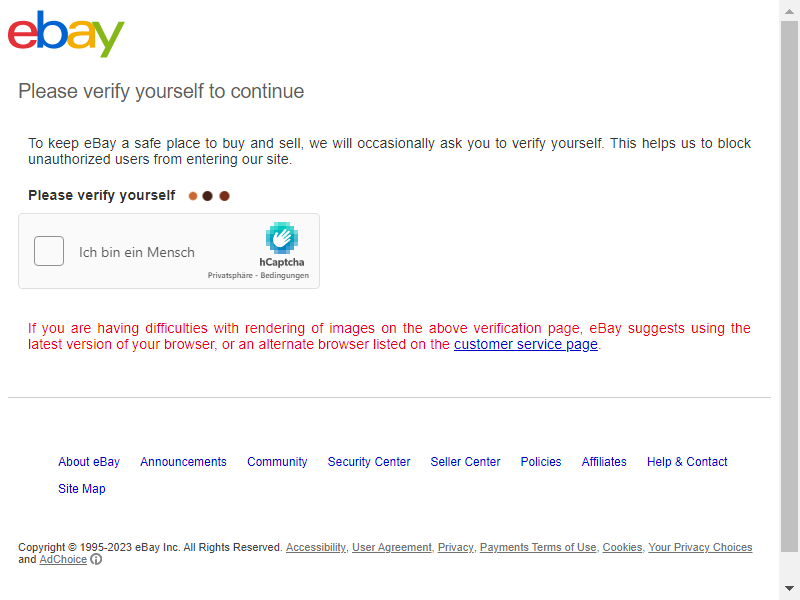 ebay
Please verify yourself to continue
To keep eBay a safe place to buy and sell, we will occasionally ask you to verify yourself. This helps us to block
unauthorized users from entering our site.
Please verify yourself
Ich bin ein Mensch
hCaptcha
Privatsphäre - Bedingungen
If you are having difficulties with rendering of images on the above verification page, eBay suggests using the
latest version of your browser, or an alternate browser listed on the customer service page.
About eBay Announcements Community Security Center Seller Center Policies Affiliates Help & Contact
Site Map
Copyright © 1995-2023 eBay Inc. All Rights Reserved. Accessibility, User Agreement, Privacy, Payments Terms of Use, Cookies, Your Privacy Choices
and AdChoice